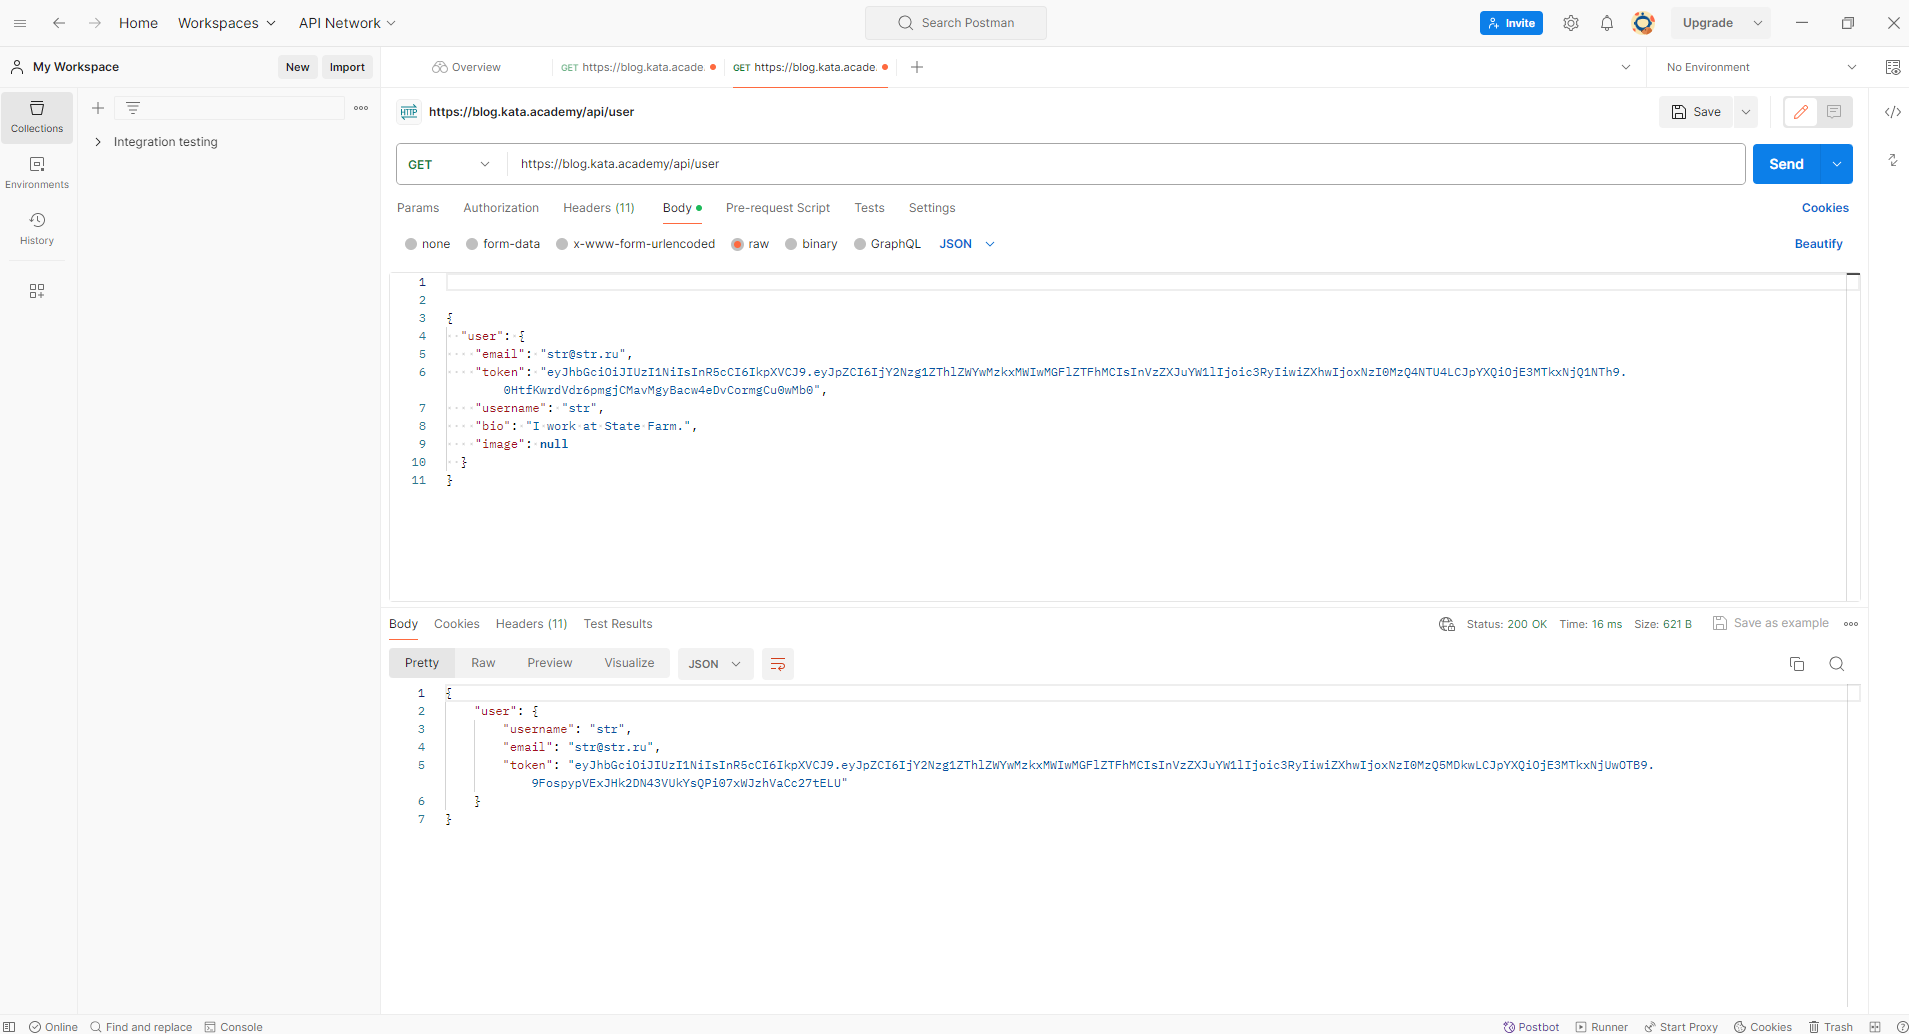 Home Workspaces API Network Search Postman Invite Upgrade
My Workspace New Import Overview GET https://blog.kata.acade. GET https://blog.kata.acade. No Environment
Collections
Environments
History
Integration testing
HTTP https://blog.kata.academy/api/user Save
GET https://blog.kata.academy/api/user Send
Params Authorization Headers (11) Body Pre-request Script Tests Settings Cookies
none form-data x-www-form-urlencoded raw binary GraphQL JSON Beautify
1
2
3 {
4 "user": {
5 "email": "str@str.ru",
6 "token": "eyJhbGciOiJIUzI1NiIsInR5cCI6IkpXVCJ9.eyJpZCI6IjY2Nzg1ZThlZWYwMzkxMWIwMGFlZTFhMCIsInVzZXJuYW1lIjoic3RyIiwiZXhwIjoxNzI0MzQ4NTU4LCJpYXQiOjE3MTkxNjQ1NTh9.
0HtfKwrdVdr6pmgjCMavMgyBacw4eDvCormgCu0wMb0",
7 "username": "str",
8 "bio": "I work at State Farm.",
9 "image": null
10 }
11 }
Body Cookies Headers (11) Test Results Status: 200 OK Time: 16 ms Size: 621 B Save as example
Pretty Raw Preview Visualize JSON
1 {
2 "user": {
3 "username": "str",
4 "email": "str@str.ru",
5 "token": "eyJhbGciOiJIUzI1NiIsInR5cCI6IkpXVCJ9.eyJpZCI6IjY2Nzg1ZThlZWYwMzkxMWIwMGFlZTFhMCIsInVzZXJuYW1lIjoic3RyIiwiZXhwIjoxNzI0MzQ5MDkwLCJpYXQiOjE3MTkxNjUwOTB9.
9FospypVExJHk2DN43VUkYsQPi07xWJzhVaCc27tELU"
6 }
7 }
Online Find and replace Console Postbot Runner Start Proxy Cookies Trash